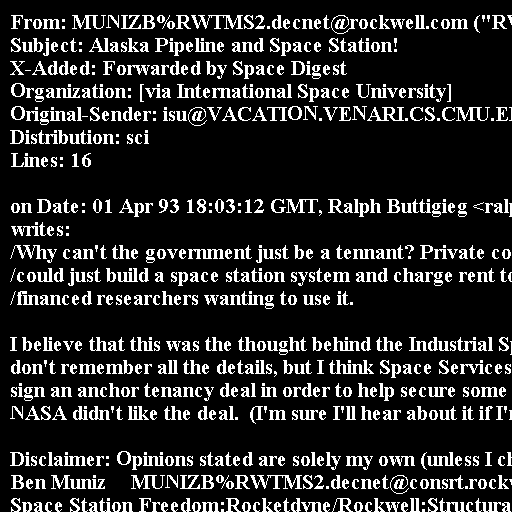 From: MUNIZB%RWTMS2.decnet@rockwell.com ("RV
Subject: Alaska Pipeline and Space Station!
X-Added: Forwarded by Space Digest
Organization: [via International Space University]
Original-Sender: isu@VACATION.VENARI.CS.CMU.E
Distribution: sci
Lines: 16

on Date: 01 Apr 93 18:03:12 GMT, Ralph Buttigieg <ralp
writes:
/Why can't the government just be a tennant? Private co
/could just build a space station system and charge rent to
/financed researchers wanting to use it.

I believe that this was the thought behind the Industrial Sp
don't remember all the details, but I think Space Services
sign an anchor tenancy deal in order to help secure some
NASA didn't like the deal.  (I'm sure I'll hear about it if I'r

Disclaimer: Opinions stated are solely my own (unless I ch
Ben Muniz     MUNIZB%RWTMS2.decnet@consrt.rockw
Space Station Freedom:Rocketdyne/Rockwell:Structura